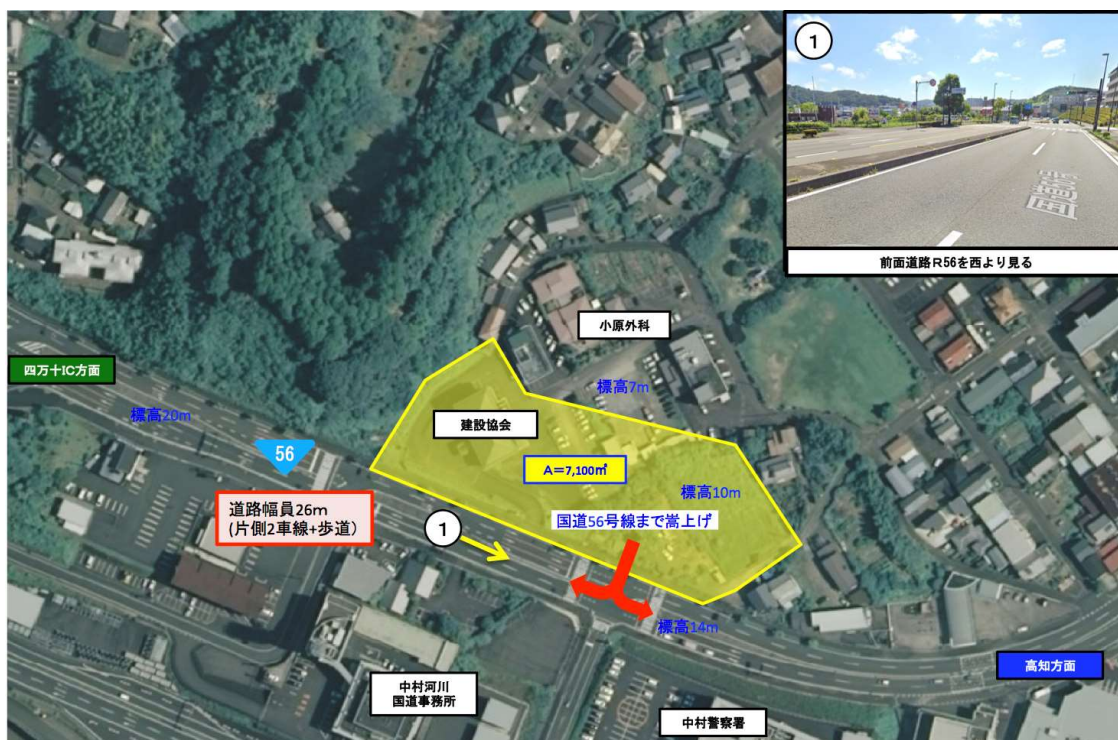 ①
国道56号
前面道路R56を西より見る
小原外科
四万十IC方面
標高7m
標高20m
建設協会
56
A=7,100㎡
標高10m
道路幅員26m
(片側2車線+歩道)
国道56号線まで嵩上げ
①
標高14m
高知方面
中村河川
国道事務所
中村警察署